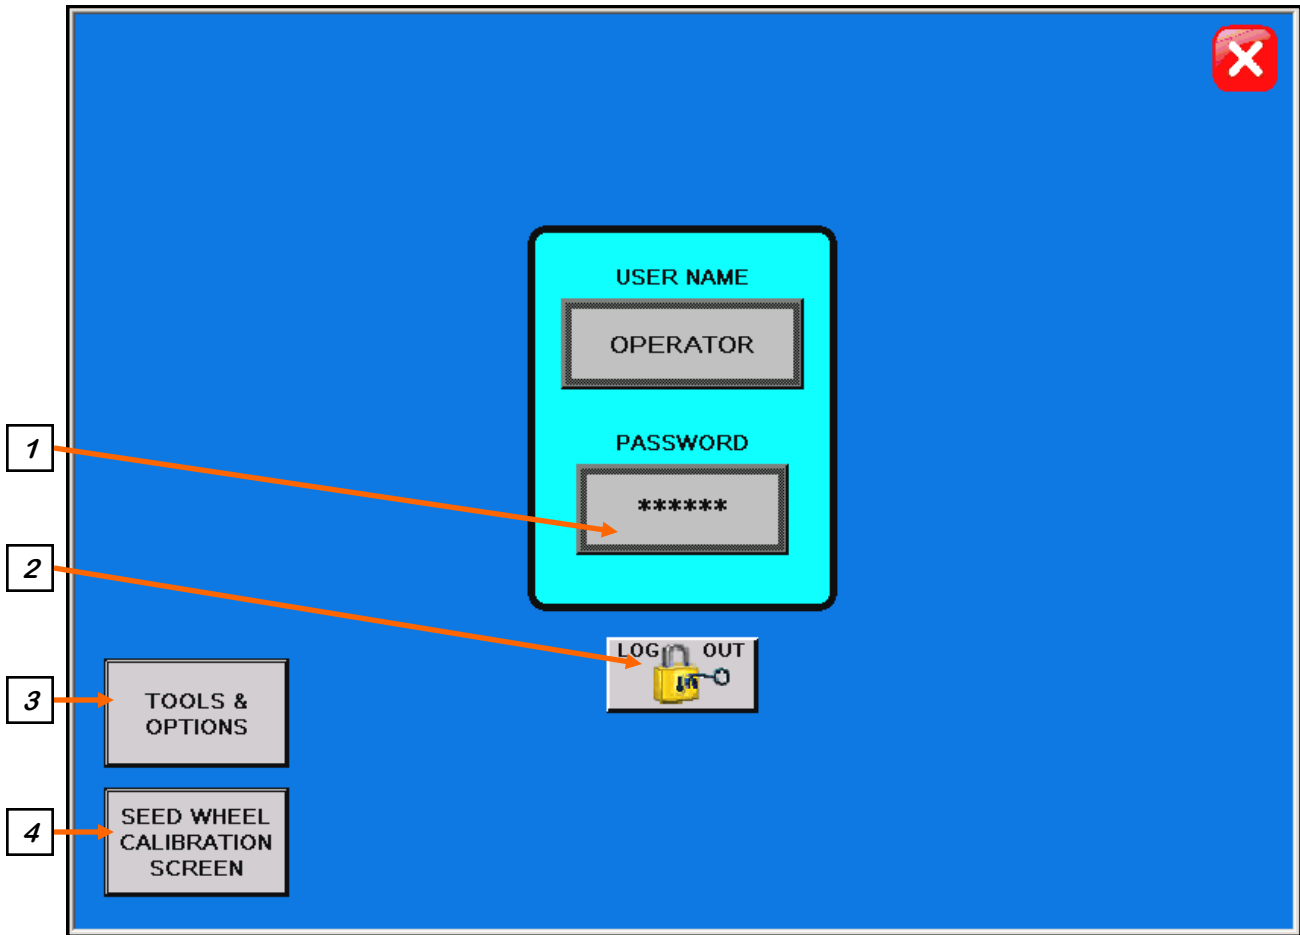 USER NAME
OPERATOR
1
PASSWORD
******
2
LOG OUT
3
TOOLS &
OPTIONS
4
SEED WHEEL
CALIBRATION
SCREEN